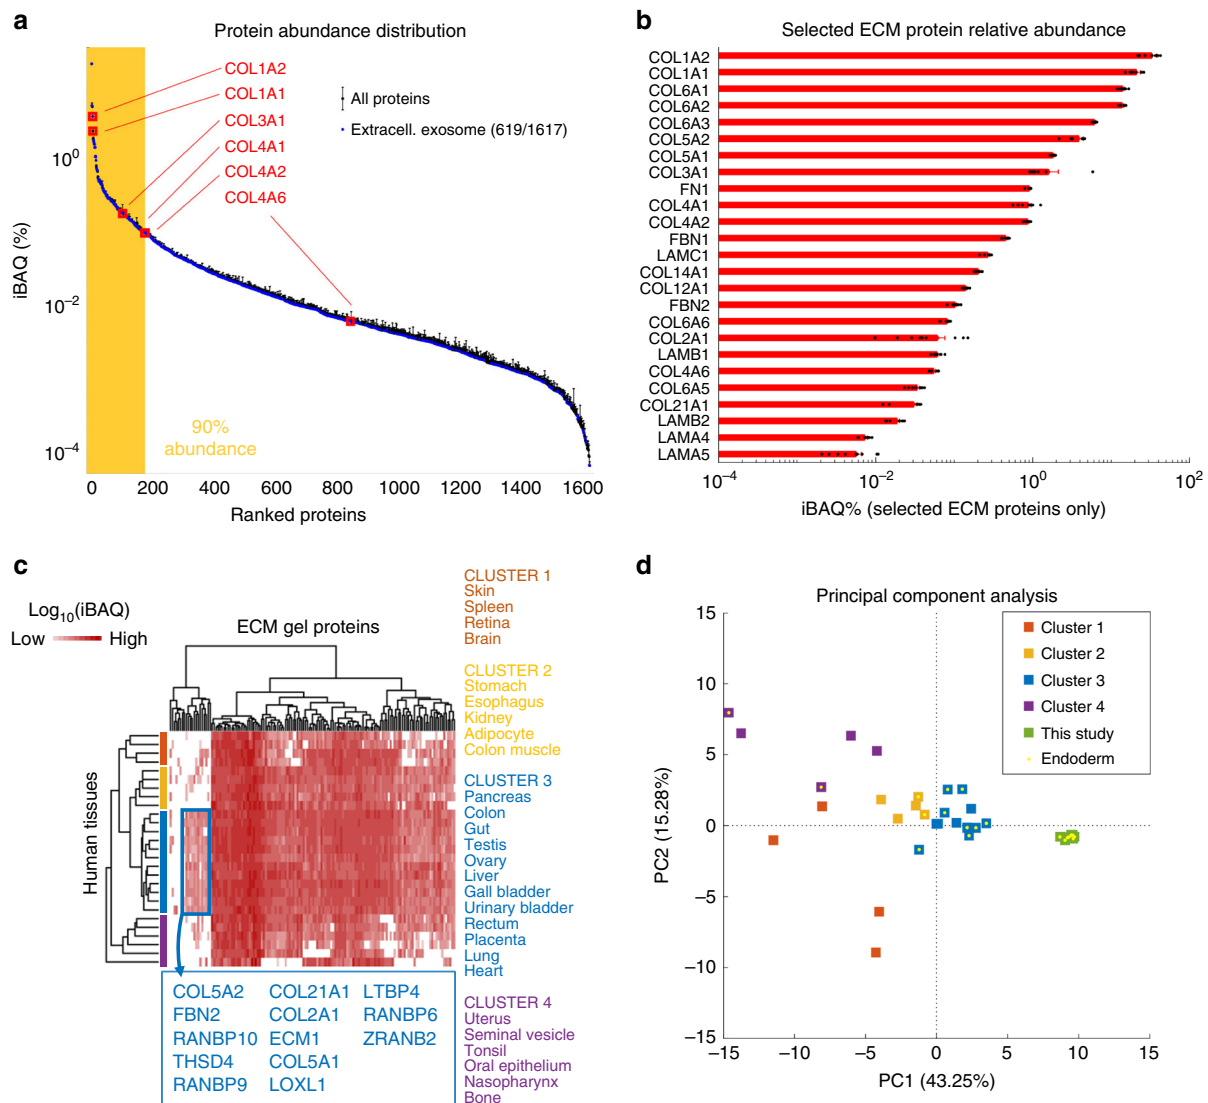 a
Protein abundance distribution
COL1A2
COL1A1
COL3A1
COL4A1
COL4A2
COL4A6
All proteins
Extracell. exosome (619/1617)
90%
abundance
iBAQ (%)
10^0
10^−2
10^−4
0 200 400 600 800 1000 1200 1400 1600
Ranked proteins
b
Selected ECM protein relative abundance
COL1A2
COL1A1
COL6A1
COL6A2
COL6A3
COL5A2
COL5A1
COL3A1
FN1
COL4A1
COL4A2
FBN1
LAMC1
COL14A1
COL12A1
FBN2
COL6A6
COL2A1
LAMB1
COL4A6
COL6A5
COL21A1
LAMB2
LAMA4
LAMA5
10^−4 10^−2 10^0 10^2
iBAQ% (selected ECM proteins only)
c
Log10(iBAQ)
Low High
ECM gel proteins
Human tissues
CLUSTER 1
Skin
Spleen
Retina
Brain
CLUSTER 2
Stomach
Esophagus
Kidney
Adipocyte
Colon muscle
CLUSTER 3
Pancreas
Colon
Gut
Testis
Ovary
Liver
Gall bladder
Urinary bladder
Rectum
Placenta
Lung
Heart
CLUSTER 4
Uterus
Seminal vesicle
Tonsil
Oral epithelium
Nasopharynx
Bone
COL5A2 COL21A1 LTBP4
FBN2 COL2A1 RANBP6
RANBP10 ECM1 ZRANB2
THSD4 COL5A1
RANBP9 LOXL1
d
Principal component analysis
Cluster 1
Cluster 2
Cluster 3
Cluster 4
This study
Endoderm
PC2 (15.28%)
15
10
5
0
−5
−10
−15
−15 −10 −5 0 5 10 15
PC1 (43.25%)